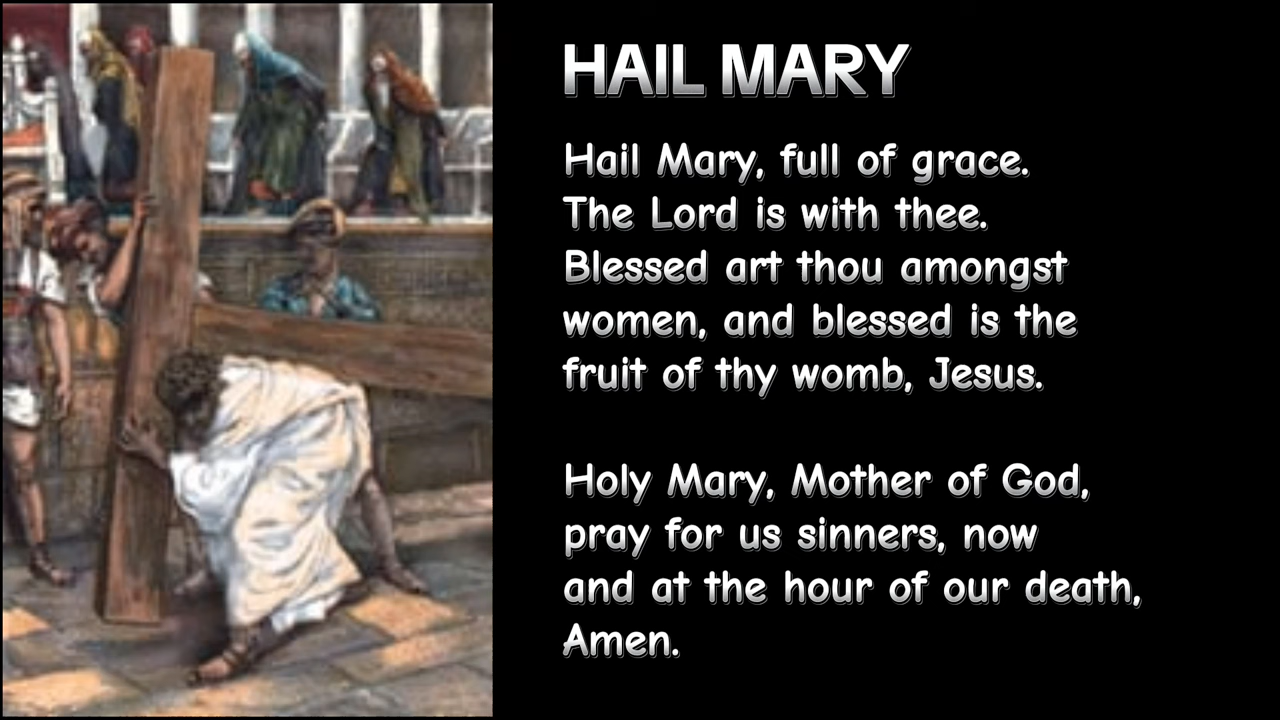 HAIL MARY
Hail Mary, full of grace.
The Lord is with thee.
Blessed art thou amongst
women, and blessed is the
fruit of thy womb, Jesus.
Holy Mary, Mother of God,
pray for us sinners, now
and at the hour of our death,
Amen.